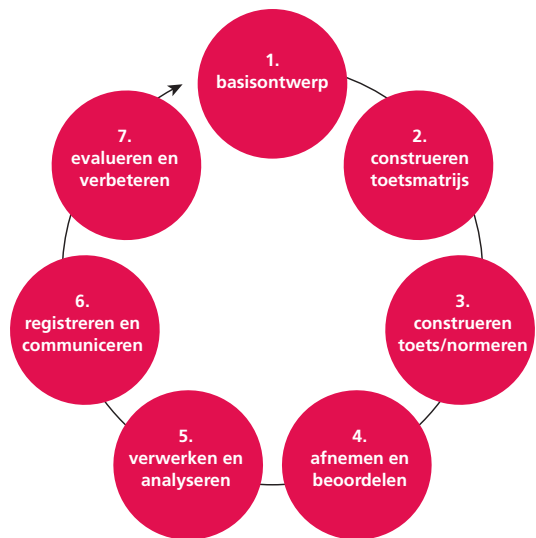 1.
basisontwerp
2.
construeren
toetsmatrijs
3.
construeren
toets/normeren
4.
afnemen en
beoordelen
5.
verwerken en
analyseren
6.
registreren en
communiceren
7.
evalueren en
verbeteren